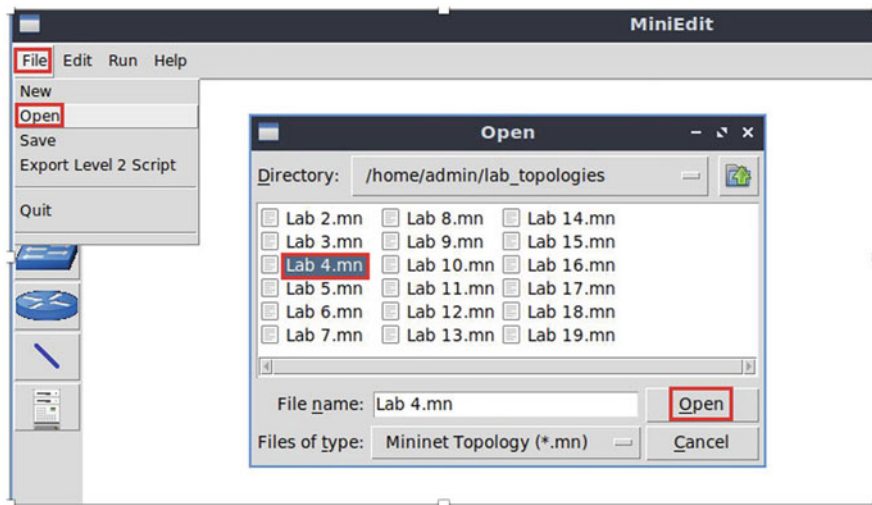 MiniEdit
File Edit Run Help
New
Open
Save
Export Level 2 Script
Quit
Open
Directory: /home/admin/lab_topologies
Lab 2.mn Lab 8.mn Lab 14.mn
Lab 3.mn Lab 9.mn Lab 15.mn
Lab 4.mn Lab 10.mn Lab 16.mn
Lab 5.mn Lab 11.mn Lab 17.mn
Lab 6.mn Lab 12.mn Lab 18.mn
Lab 7.mn Lab 13.mn Lab 19.mn
File name: Lab 4.mn Open
Files of type: Mininet Topology (*.mn) Cancel